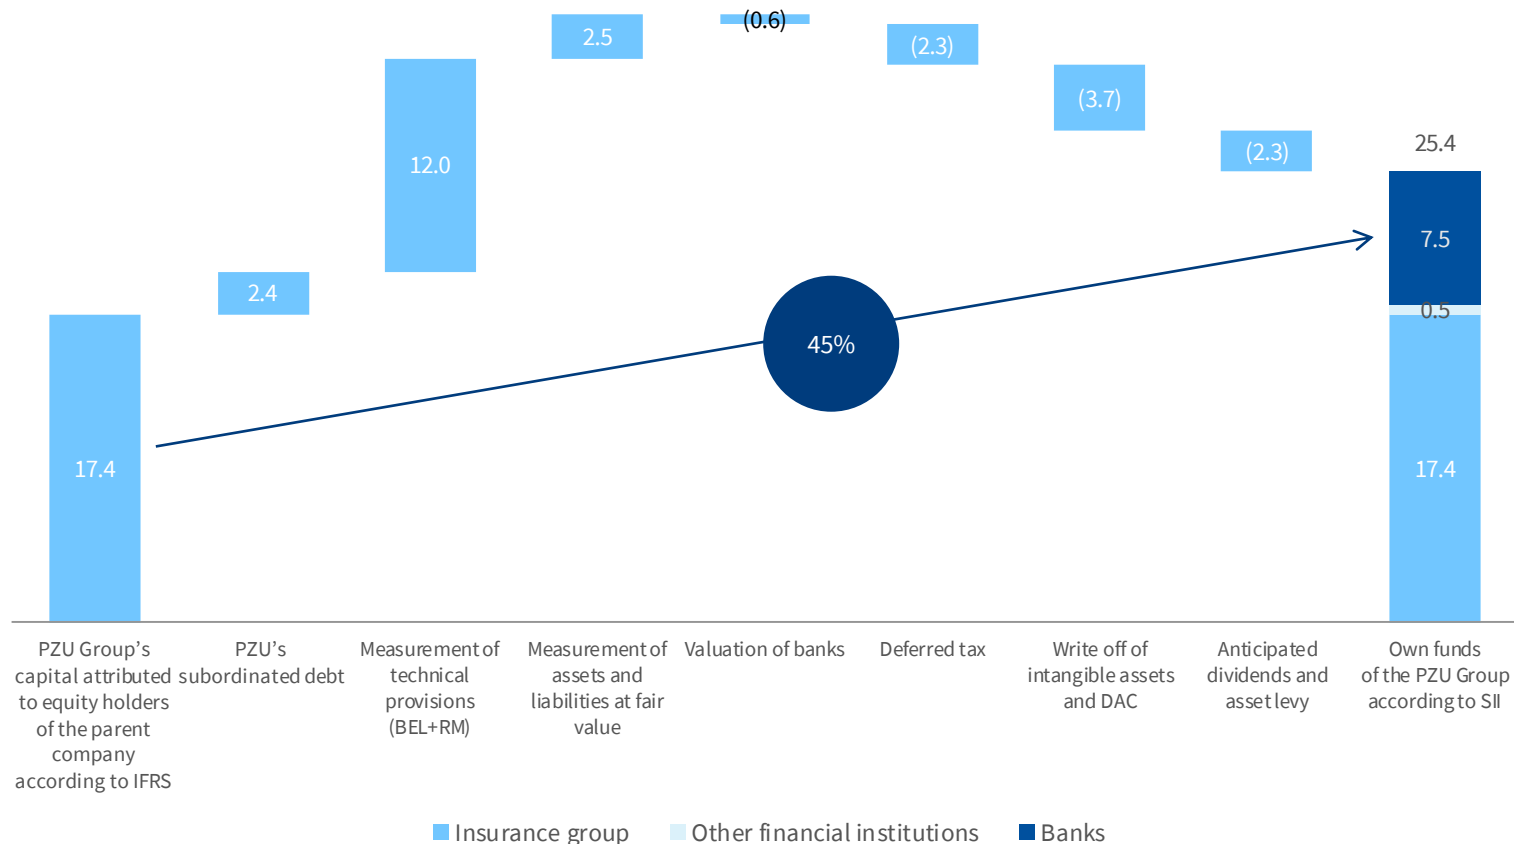 2.5
(0.6)
(2.3)
(3.7)
(2.3)
12.0
2.4
17.4
45%
25.4
7.5
0.5
17.4
PZU Group’s
capital attributed
to equity holders
of the parent
company
according to IFRS
PZU’s
subordinated debt
Measurement of
technical
provisions
(BEL+RM)
Measurement of
assets and
liabilities at fair
value
Valuation of banks
Deferred tax
Write off of
intangible assets
and DAC
Anticipated
dividends and
asset levy
Own funds
of the PZU Group
according to SII
Insurance group
Other financial institutions
Banks